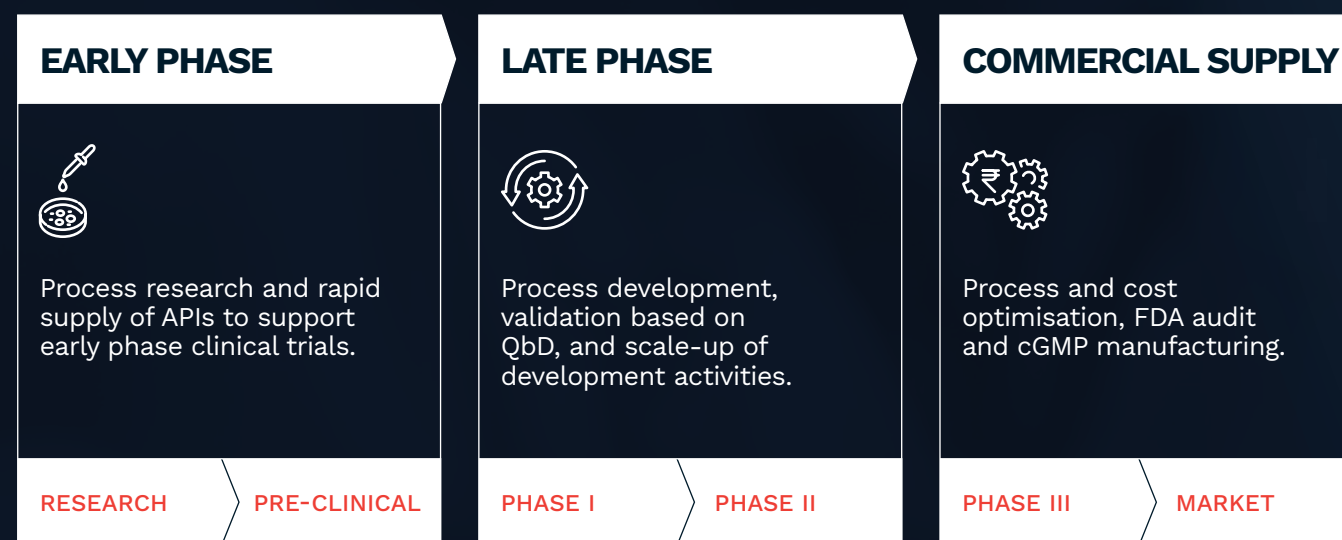 EARLY PHASE
Process research and rapid
supply of APIs to support
early phase clinical trials.
RESEARCH
PRE-CLINICAL
LATE PHASE
Process development,
validation based on
QbD, and scale-up of
development activities.
PHASE I
PHASE II
COMMERCIAL SUPPLY
₹
Process and cost
optimisation, FDA audit
and cGMP manufacturing.
PHASE III
MARKET